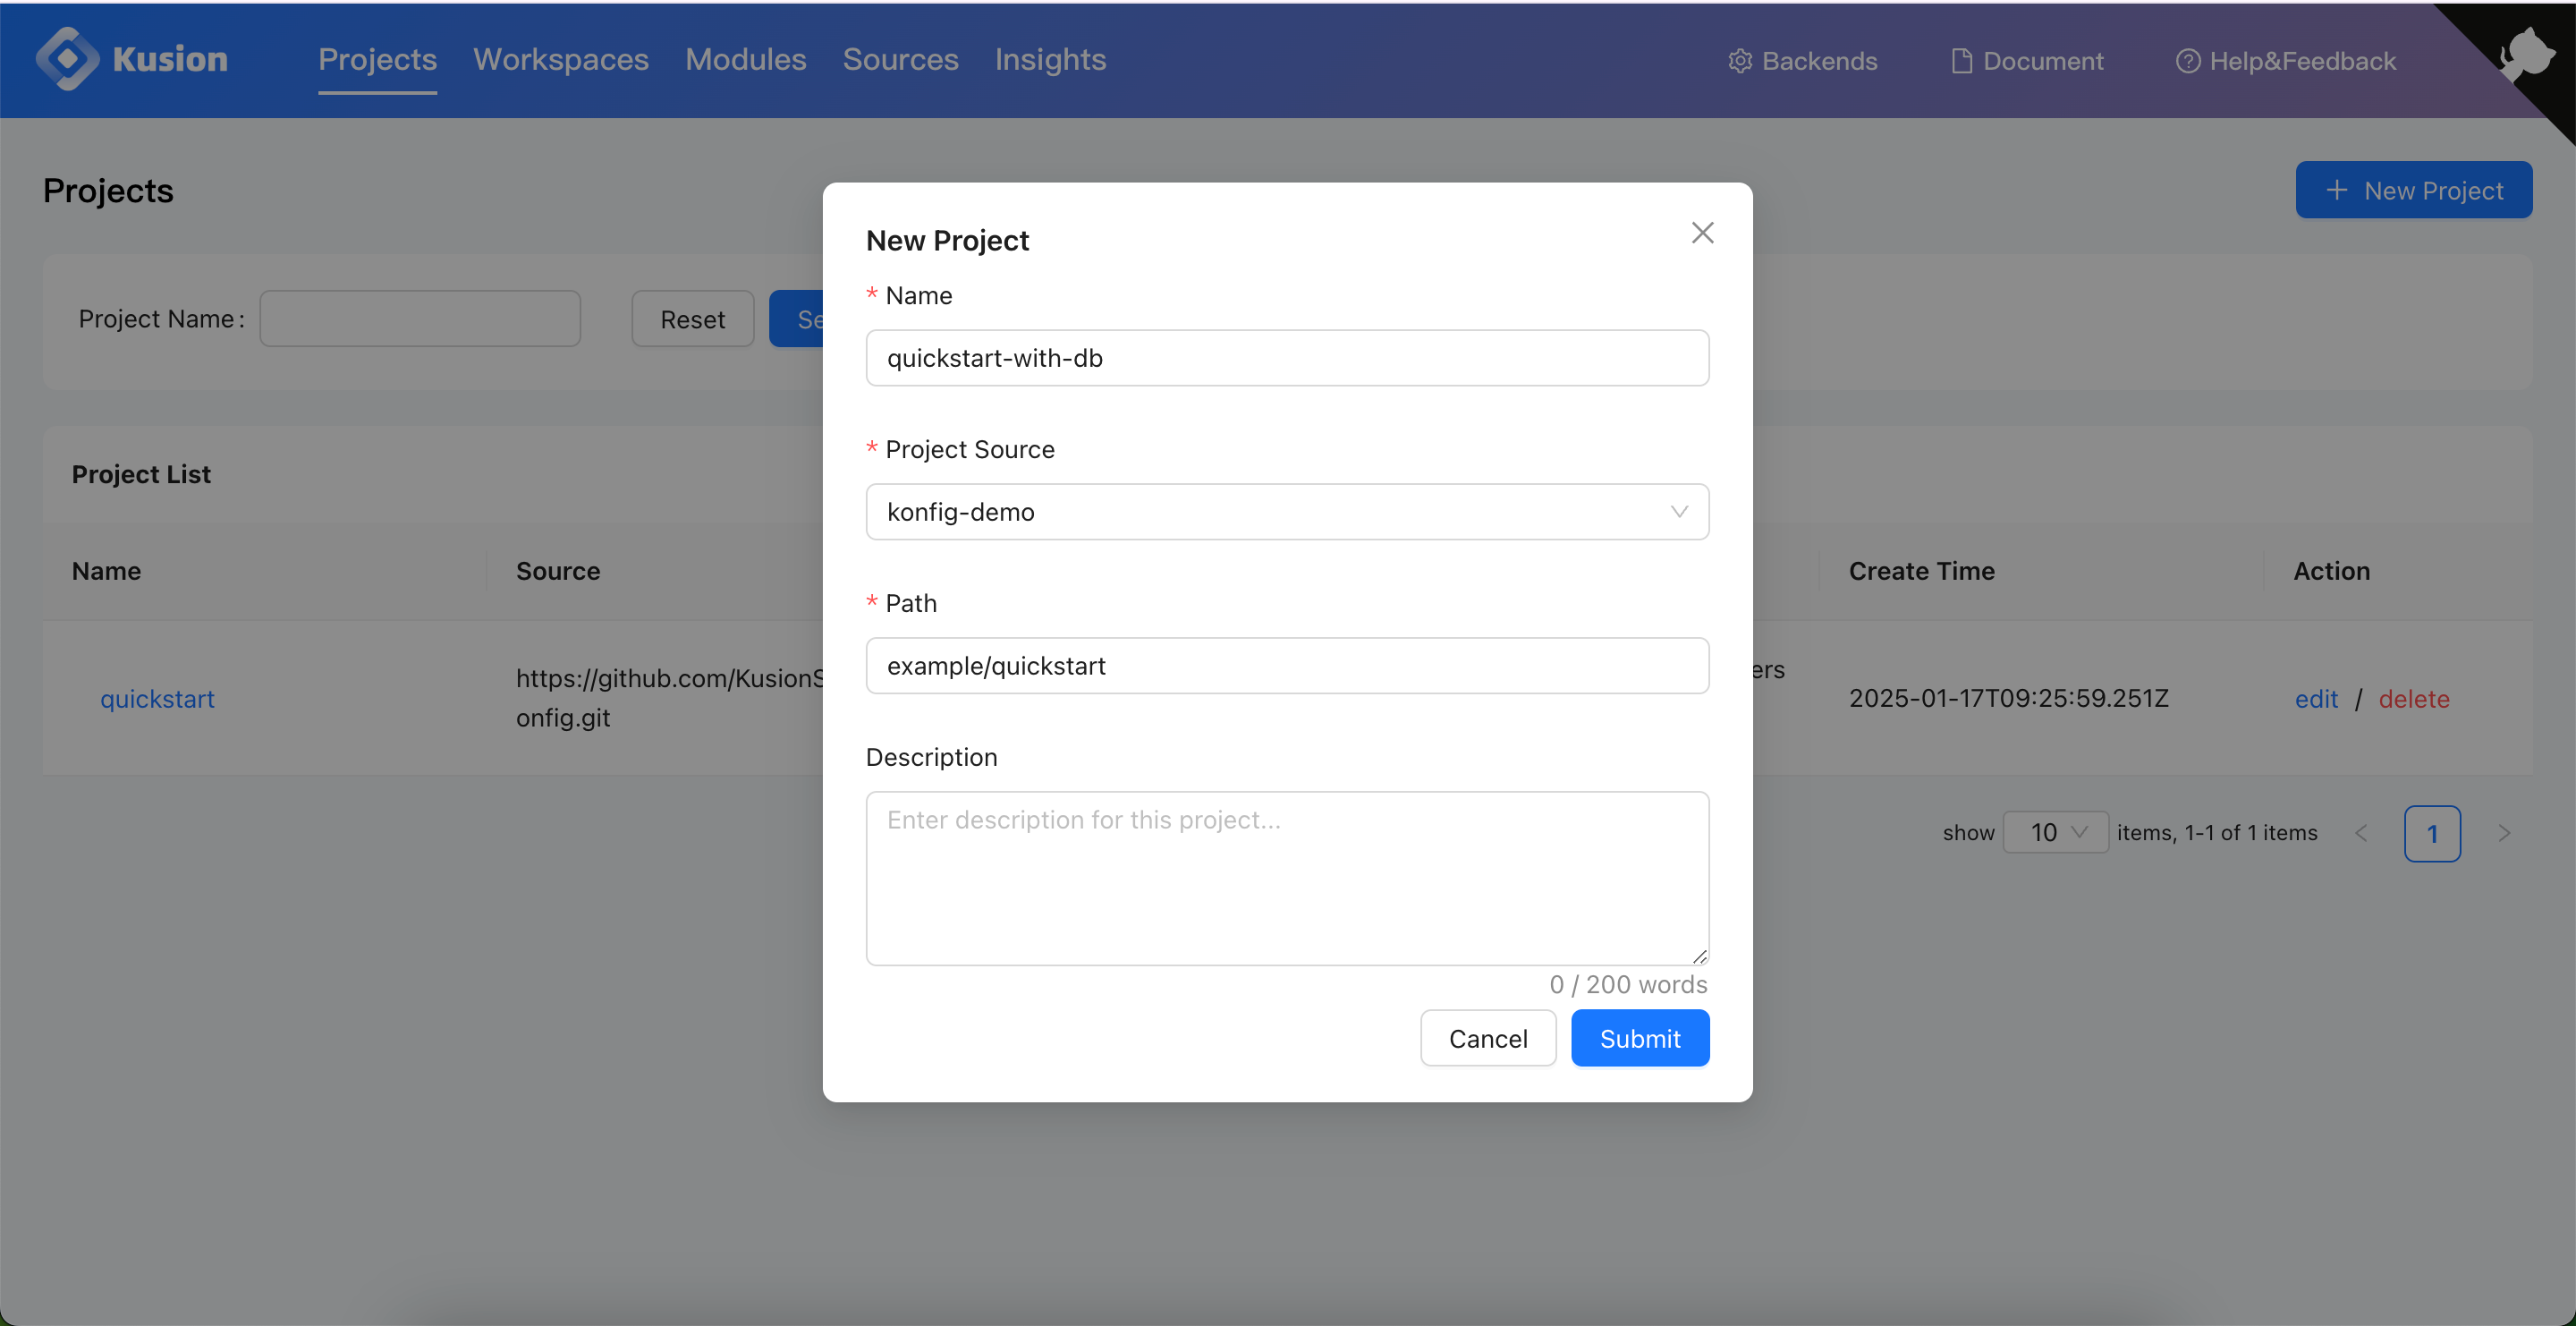 Kusion
Projects Workspaces Modules Sources Insights
Backends Document Help&Feedback
Projects
+ New Project
Project Name:
Reset
Se
Project List
Name Source Create Time Action
quickstart
https://github.com/KusionS
onfig.git
ers
2025-01-17T09:25:59.251Z
edit / delete
show 10 items, 1-1 of 1 items < 1 >
New Project
* Name
quickstart-with-db
* Project Source
konfig-demo
* Path
example/quickstart
Description
Enter description for this project...
0 / 200 words
Cancel Submit